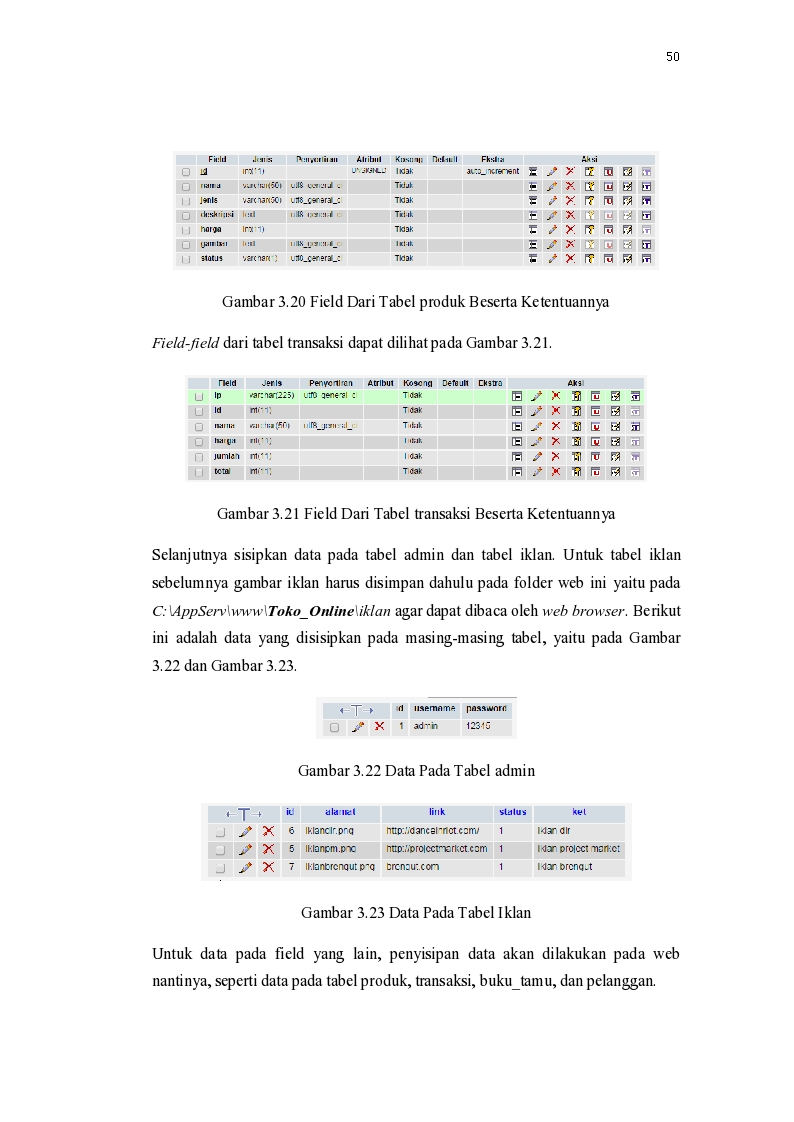 50
Field Jenis Penyortiran Atribut Kosong Default Ekstra Aksi
id int(11) UNSIGNED Tidak auto_increment
nama varchar(50) utf8_general_ci Tidak
jenis varchar(50) utf8_general_ci Tidak
deskripsi text utf8_general_ci Tidak
harga int(11) Tidak
gambar text utf8_general_ci Tidak
status varchar(1) utf8_general_ci Tidak
Gambar 3.20 Field Dari Tabel produk Beserta Ketentuannya
Field-field dari tabel transaksi dapat dilihat pada Gambar 3.21.
Field Jenis Penyortiran Atribut Kosong Default Ekstra Aksi
ip varchar(225) utf8_general_ci Tidak
id int(11) Tidak
nama varchar(50) utf8_general_ci Tidak
harga int(11) Tidak
jumlah int(11) Tidak
total int(11) Tidak
Gambar 3.21 Field Dari Tabel transaksi Beserta Ketentuannya
Selanjutnya sisipkan data pada tabel admin dan tabel iklan. Untuk tabel iklan
sebelumnya gambar iklan harus disimpan dahulu pada folder web ini yaitu pada
C:\AppServ\www\Toko_Online\iklan agar dapat dibaca oleh web browser. Berikut
ini adalah data yang disisipkan pada masing-masing tabel, yaitu pada Gambar
3.22 dan Gambar 3.23.
id username password
1 admin 12345
Gambar 3.22 Data Pada Tabel admin
id alamat link status ket
6 iklandir.png http://danceinriot.com/ 1 iklan dir
5 iklanpm.png http://projectmarket.com 1 iklan project market
7 iklanbrengut.png brengut.com 1 iklan brengut
Gambar 3.23 Data Pada Tabel Iklan
Untuk data pada field yang lain, penyisipan data akan dilakukan pada web
nantinya, seperti data pada tabel produk, transaksi, buku_tamu, dan pelanggan.